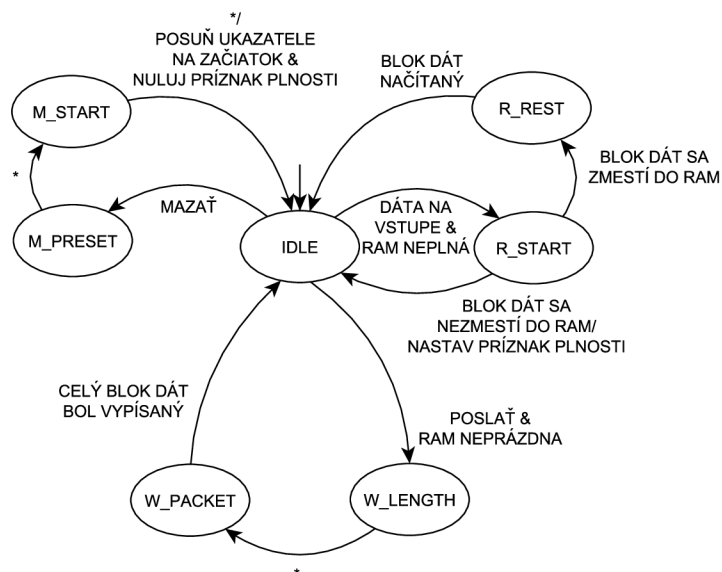 */
POSUŇ UKAZATELE
NA ZAČIATOK &
NULUJ PRÍZNAK PLNOSTI
BLOK DÁT
NAČÍTANÝ
M_START
R_REST
*
BLOK DÁT SA
ZMESTÍ DO RAM
MAZAŤ
DÁTA NA
VSTUPE &
RAM NEPLNÁ
M_PRESET
IDLE
R_START
BLOK DÁT SA
NEZMESTÍ DO RAM/
NASTAV PRÍZNAK PLNOSTI
CELÝ BLOK DÁT
BOL VYPÍSANÝ
POSLAŤ &
RAM NEPRÁZDNA
W_PACKET
W_LENGTH
*